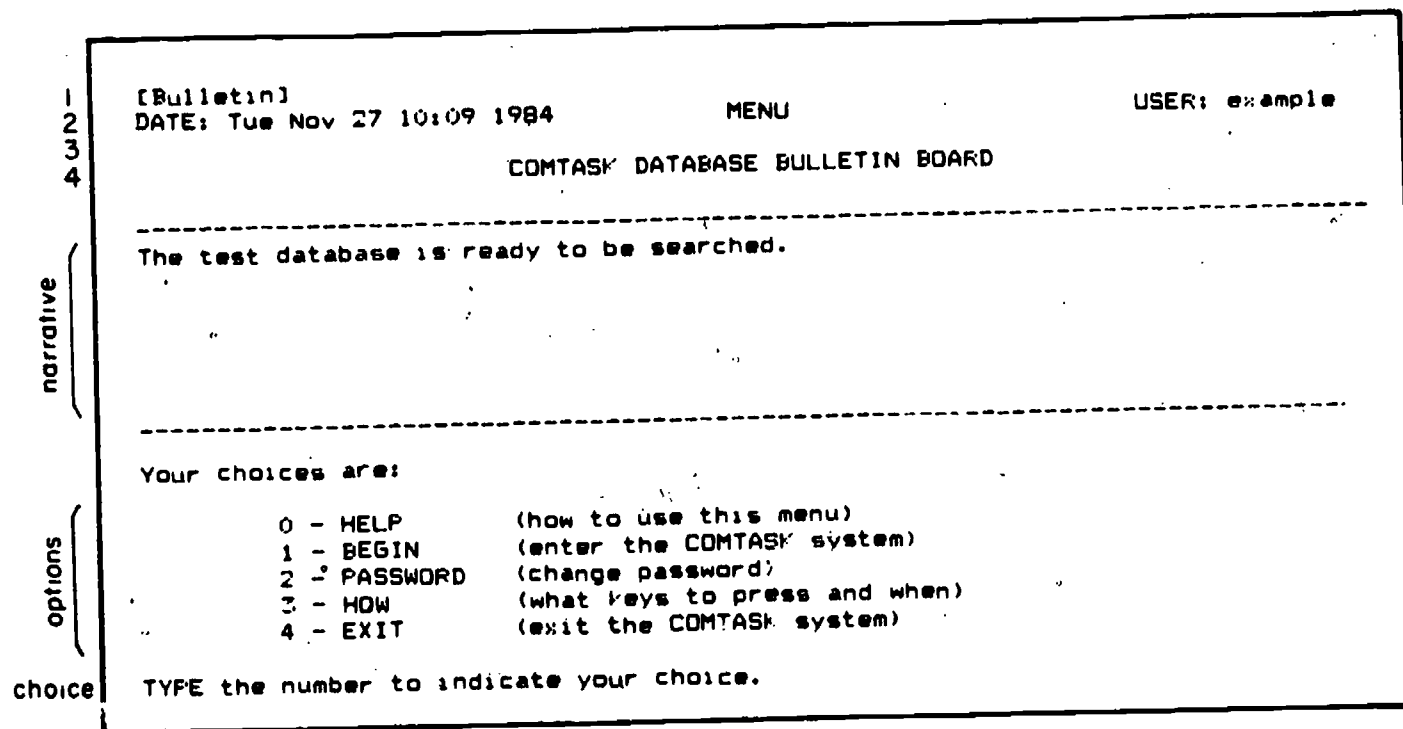 1 [Bulletin]
2 DATE: Tue Nov 27 10:09 1984 MENU USER: example
3
4 COMTASK DATABASE BULLETIN BOARD
------------------------------------------------------------
narrative
The test database is ready to be searched.
------------------------------------------------------------
Your choices are:
options
0 - HELP (how to use this menu)
1 - BEGIN (enter the COMTASK system)
2 - PASSWORD (change password)
3 - HOW (what keys to press and when)
4 - EXIT (exit the COMTASK system)
choice TYPE the number to indicate your choice.